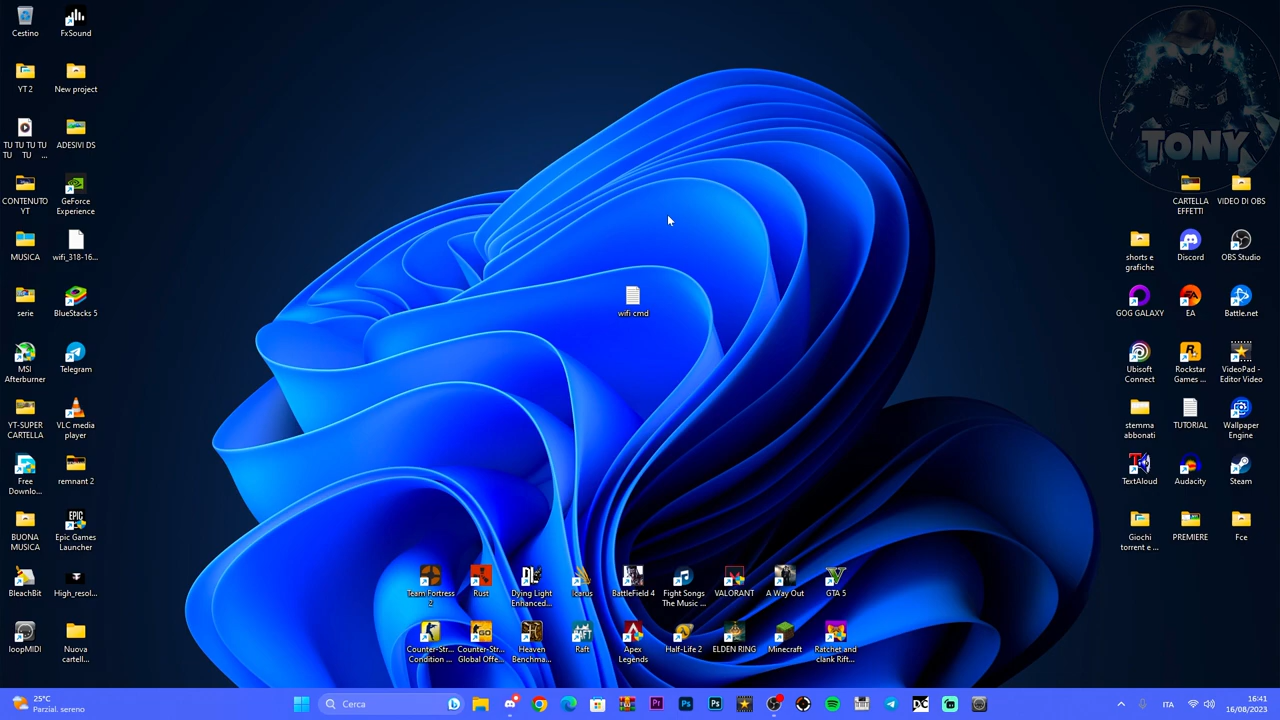 Cestino
FxSound
YT 2
New project
TU TU TU TU
TU TU ...
ADESIVI DS
CONTENUTO
YT
GeForce
Experience
MUSICA
wifi_318-16...
serie
BlueStacks 5
MSI
Afterburner
Telegram
YT-SUPER
CARTELLA
VLC media
player
Free
Downlo...
remnant 2
BUONA
MUSICA
Epic Games
Launcher
BleachBit
High_resol...
loopMIDI
Nuova
cartell...
wifi cmd
TONY
CARTELLA
EFFETTI
VIDEO DI OBS
shorts e
grafiche
Discord
OBS Studio
GOG GALAXY
EA
Battle.net
Ubisoft
Connect
Rockstar
Games ...
VideoPad -
Editor Video
stemma
abbonati
TUTORIAL
Wallpaper
Engine
TextAloud
Audacity
Steam
Giochi
torrent e ...
PREMIERE
Fce
Team Fortress
2
Rust
Dying Light
Enhanced...
Icarus
BattleField 4
Fight Songs
The Music ...
VALORANT
A Way Out
GTA 5
Counter-Str...
Condition ...
Counter-Str...
Global Offe...
Heaven
Benchma...
Raft
Apex
Legends
Half-Life 2
ELDEN RING
Minecraft
Ratchet and
clank Rift...
25°C
Parzial. sereno
Cerca
ITA
16:41
16/08/2023